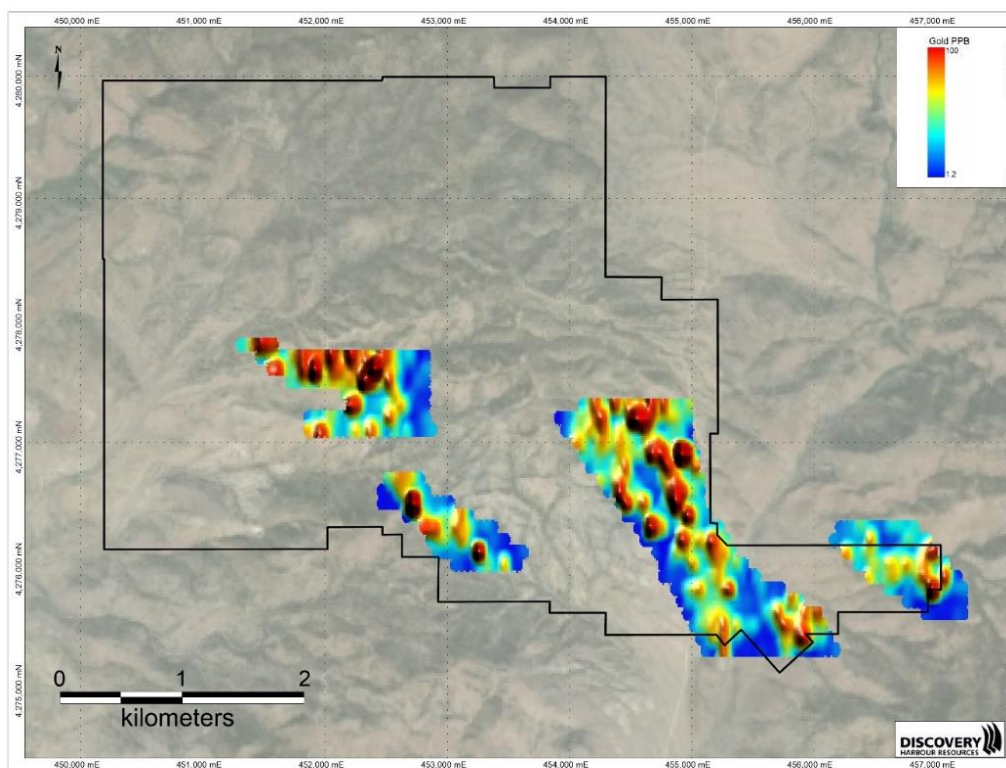 450,000 mE 451,000 mE 452,000 mE 453,000 mE 454,000 mE 455,000 mE 456,000 mE 457,000 mE
N
Gold PPB
100
1.2
4,280,000 mN
4,279,000 mN
4,278,000 mN
4,277,000 mN
4,276,000 mN
4,275,000 mN
0 1 2
kilometers
DISCOVERY
HARBOUR RESOURCES
450,000 mE 451,000 mE 452,000 mE 453,000 mE 454,000 mE 455,000 mE 456,000 mE 457,000 mE